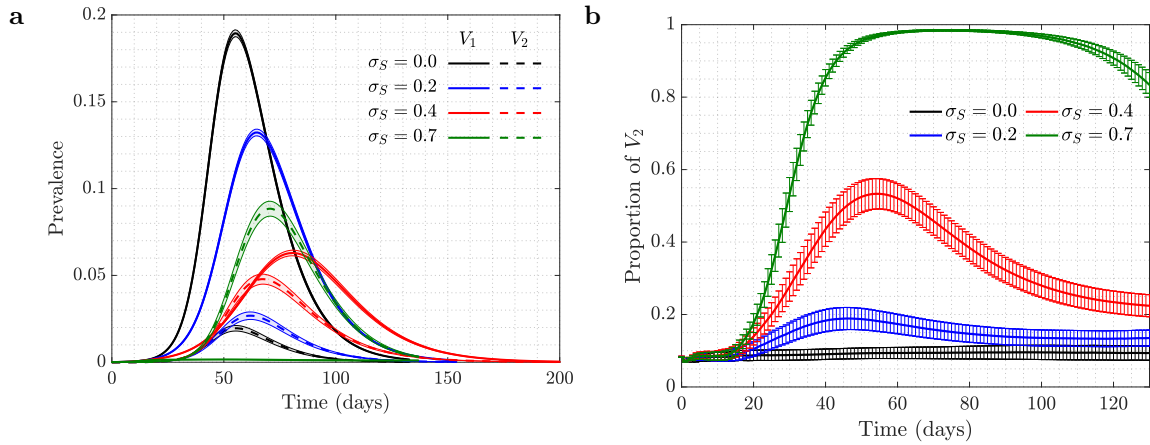 a
V1 V2
σS = 0.0
σS = 0.2
σS = 0.4
σS = 0.7
0.2
0.15
0.1
0.05
0
Prevalence
0 50 100 150 200
Time (days)
b
1
0.8
0.6
0.4
0.2
0
Proportion of V2
σS = 0.0 σS = 0.4
σS = 0.2 σS = 0.7
0 20 40 60 80 100 120
Time (days)